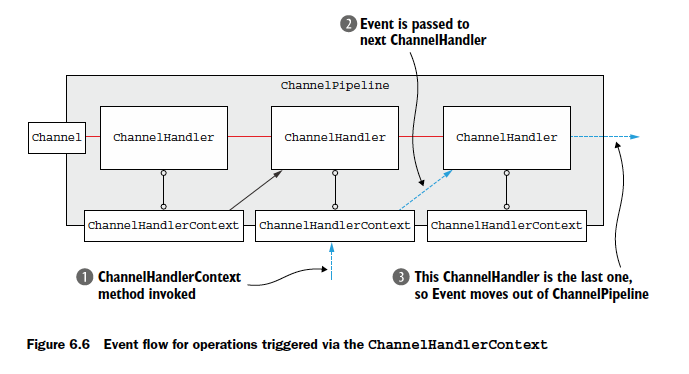 2 Event is passed to
next ChannelHandler
ChannelPipeline
Channel
ChannelHandler
ChannelHandler
ChannelHandler
ChannelHandlerContext
ChannelHandlerContext
ChannelHandlerContext
1 ChannelHandlerContext
method invoked
3 This ChannelHandler is the last one,
so Event moves out of ChannelPipeline
Figure 6.6 Event flow for operations triggered via the ChannelHandlerContext